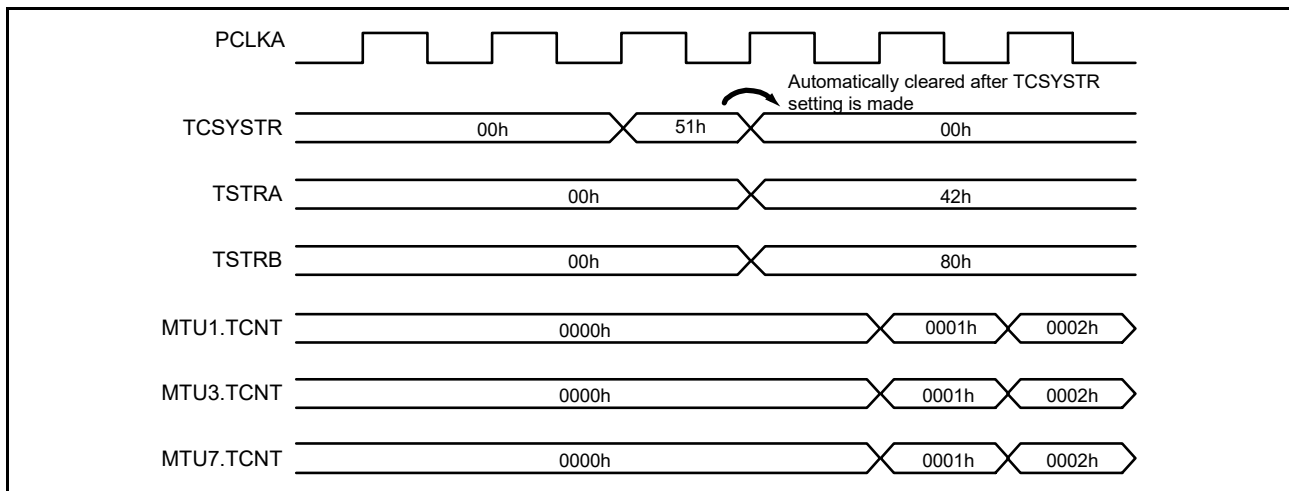 PCLKA
Automatically cleared after TCSYSTR
setting is made
TCSYSTR 00h 51h 00h
TSTRA 00h 42h
TSTRB 00h 80h
MTU1.TCNT 0000h 0001h 0002h
MTU3.TCNT 0000h 0001h 0002h
MTU7.TCNT 0000h 0001h 0002h